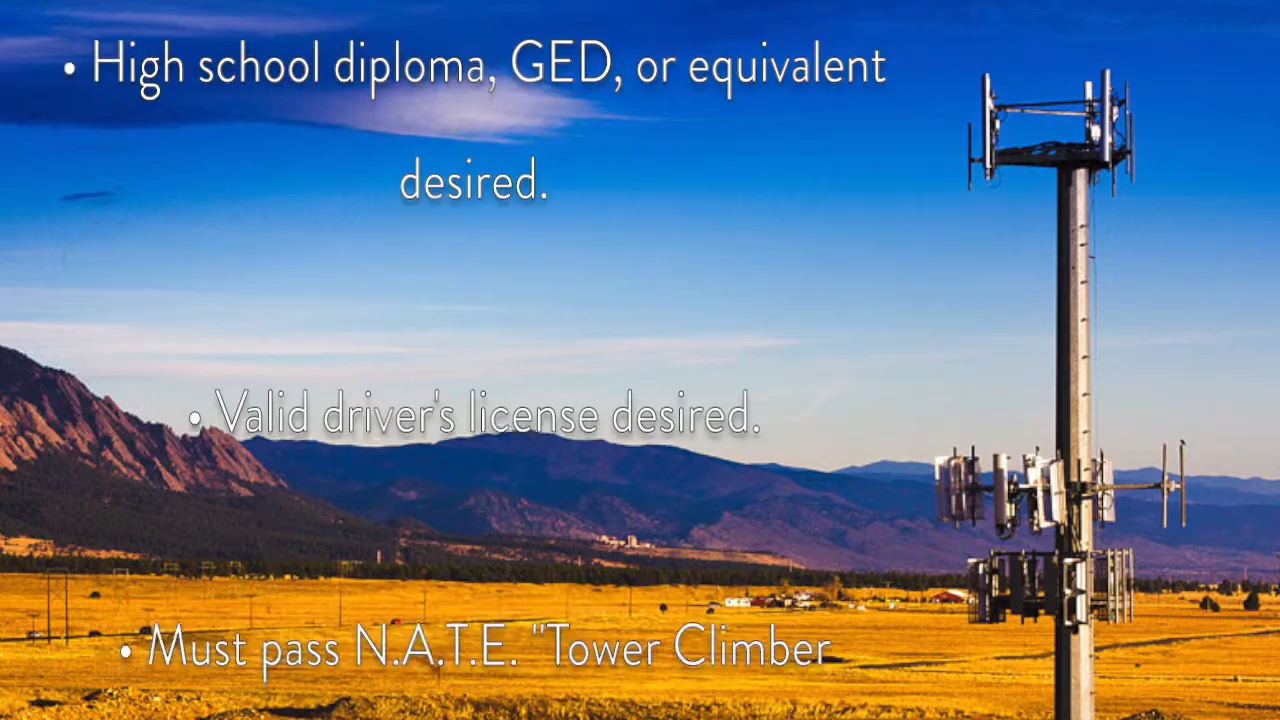 • High school diploma, GED, or equivalent
desired.
• Valid driver's license desired.
• Must pass N.A.T.E. "Tower Climber